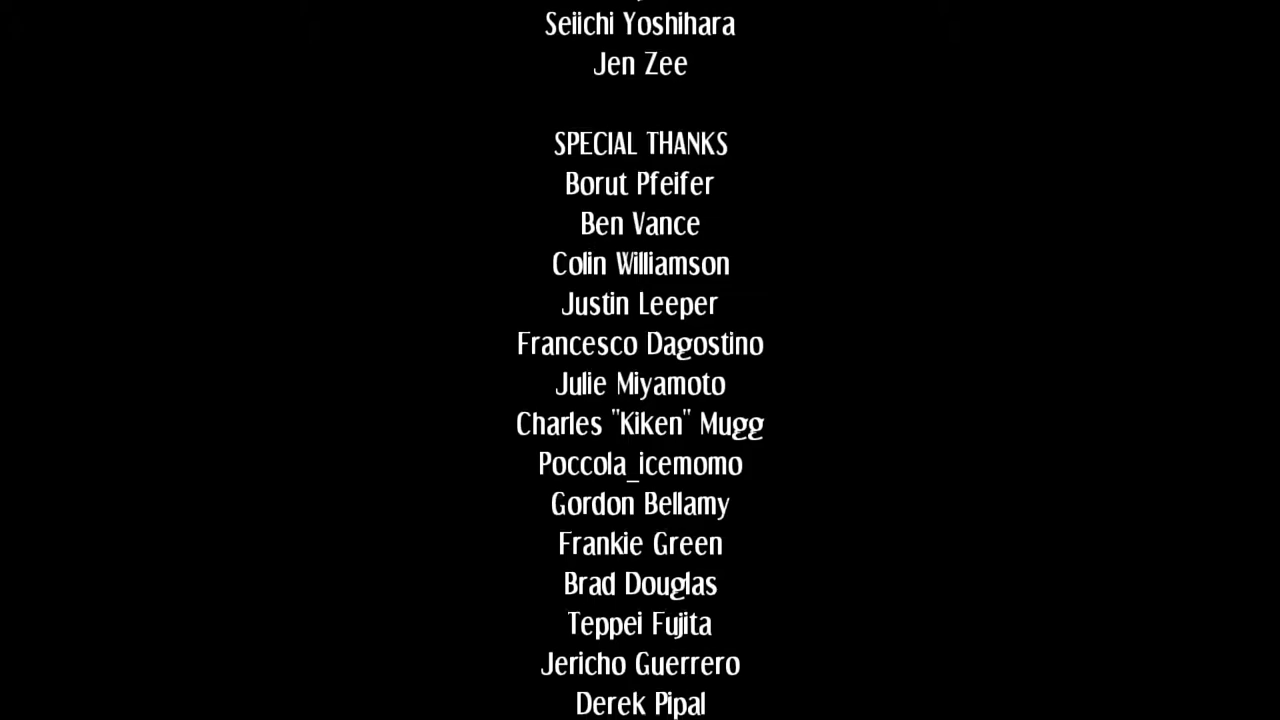 Seiichi Yoshihara
Jen Zee
SPECIAL THANKS
Borut Pfeifer
Ben Vance
Colin Williamson
Justin Leeper
Francesco Dagostino
Julie Miyamoto
Charles "Kiken" Mugg
Poccola_icemomo
Gordon Bellamy
Frankie Green
Brad Douglas
Teppei Fujita
Jericho Guerrero
Derek Pipal